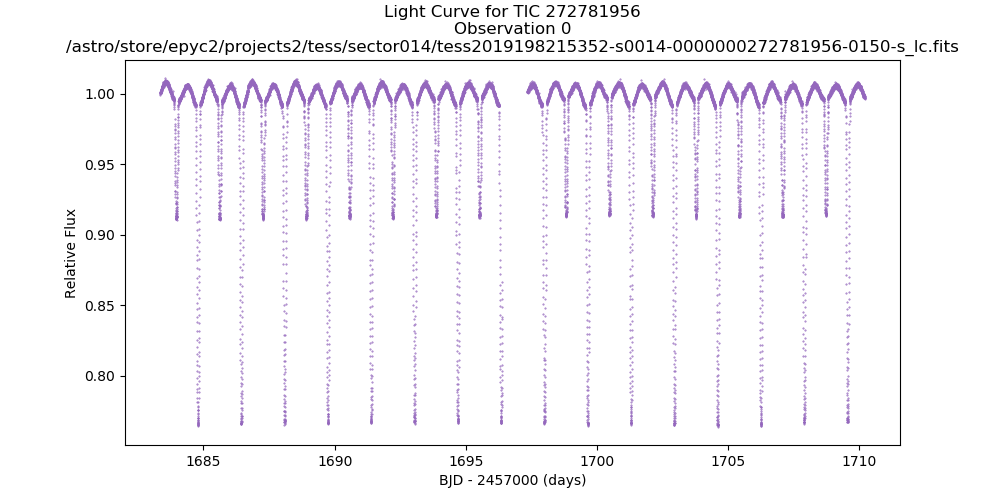 Light Curve for TIC 272781956
Observation 0
/astro/store/epyc2/projects2/tess/sector014/tess2019198215352-s0014-0000000272781956-0150-s_lc.fits
1.00
0.95
0.90
0.85
0.80
Relative Flux
1685
1690
1695
1700
1705
1710
BJD - 2457000 (days)